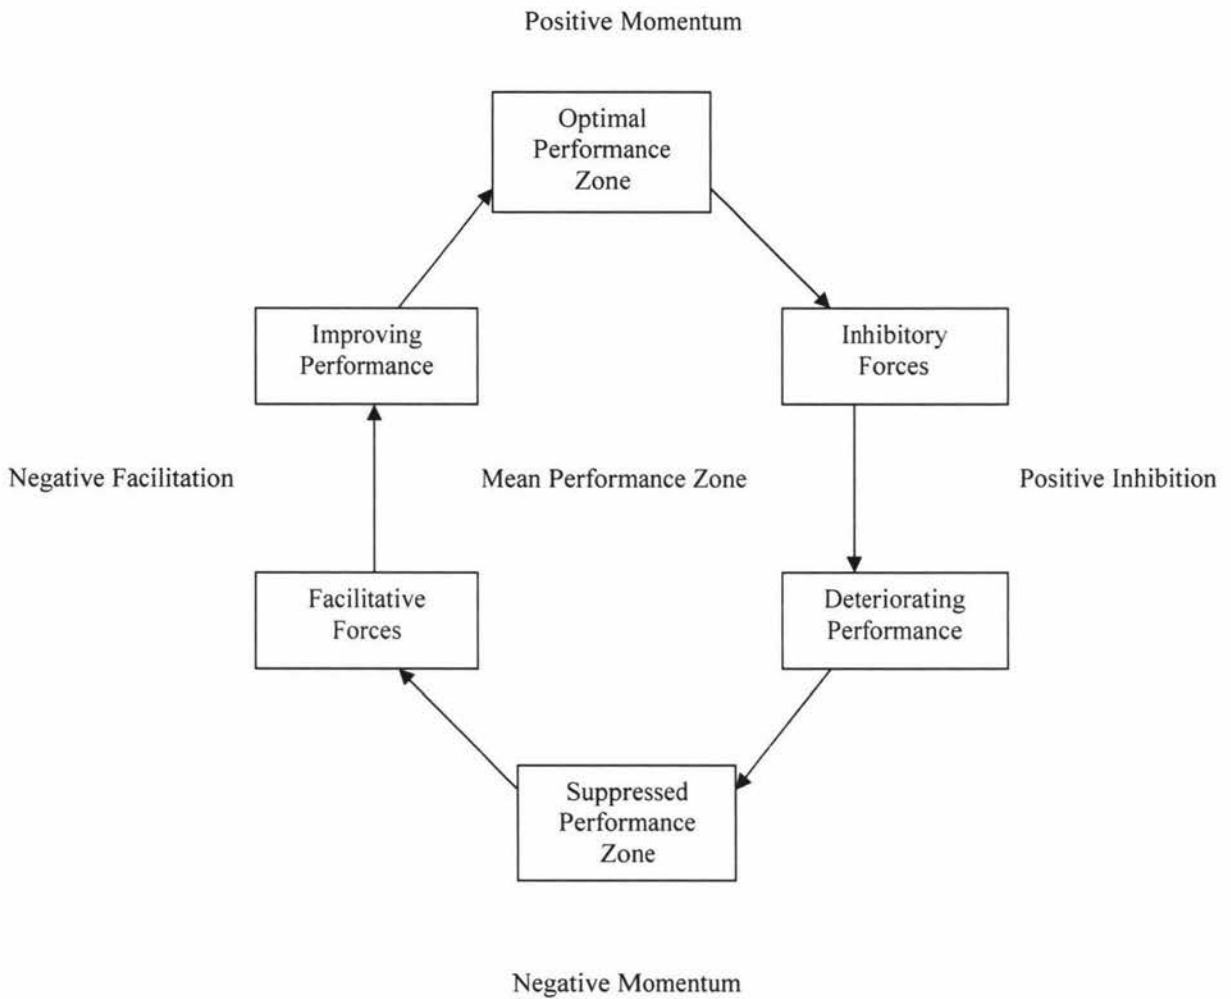 Positive Momentum
Optimal
Performance
Zone
Improving
Performance
Inhibitory
Forces
Negative Facilitation
Mean Performance Zone
Positive Inhibition
Facilitative
Forces
Deteriorating
Performance
Suppressed
Performance
Zone
Negative Momentum